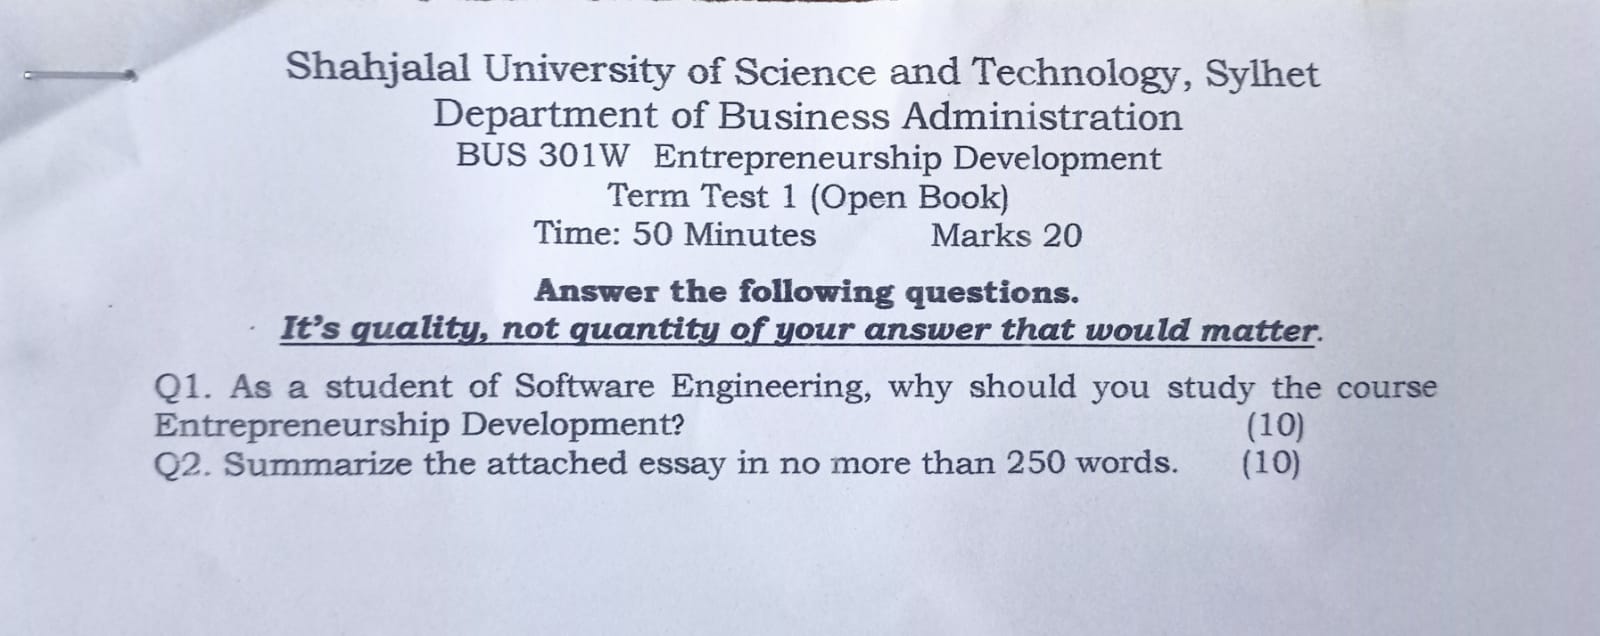 Shahjalal University of Science and Technology, Sylhet
Department of Business Administration
BUS 301W Entrepreneurship Development
Term Test 1 (Open Book)
Time: 50 Minutes Marks 20
Answer the following questions.
It's quality, not quantity of your answer that would matter.
Q1. As a student of Software Engineering, why should you study the course
Entrepreneurship Development? (10)
Q2. Summarize the attached essay in no more than 250 words. (10)